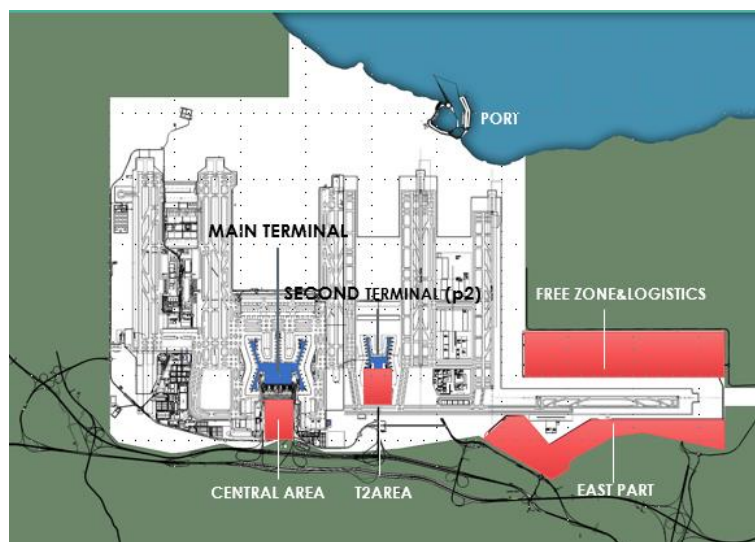 PORT
MAIN TERMINAL
SECOND TERMINAL (p2)
FREE ZONE&LOGISTICS
CENTRAL AREA
T2AREA
EAST PART